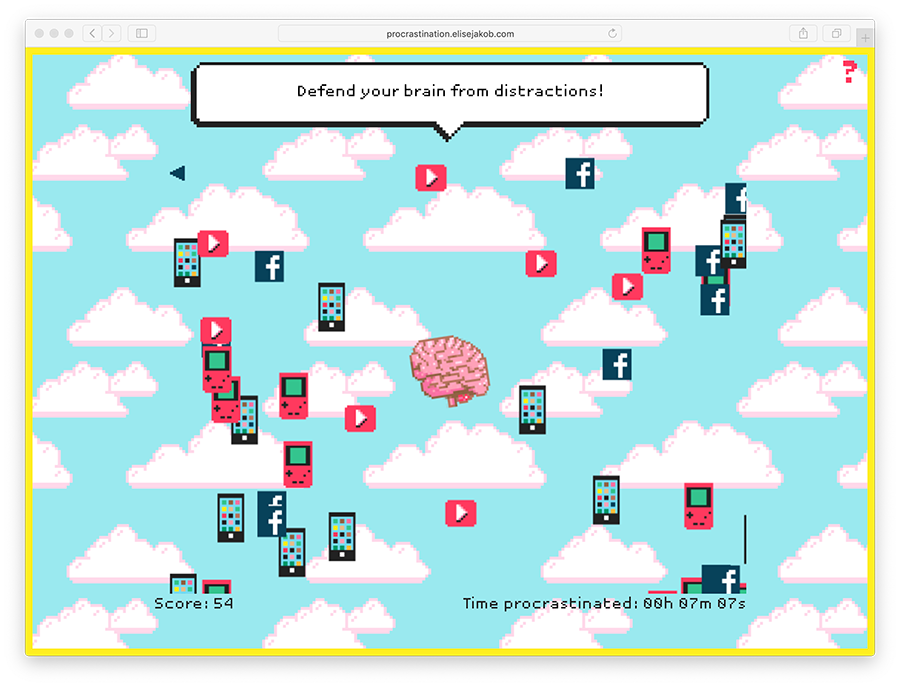 procrastination.elisejakob.com
?
Defend your brain from distractions!
Score: 54
Time procrastinated: 00h 07m 07s